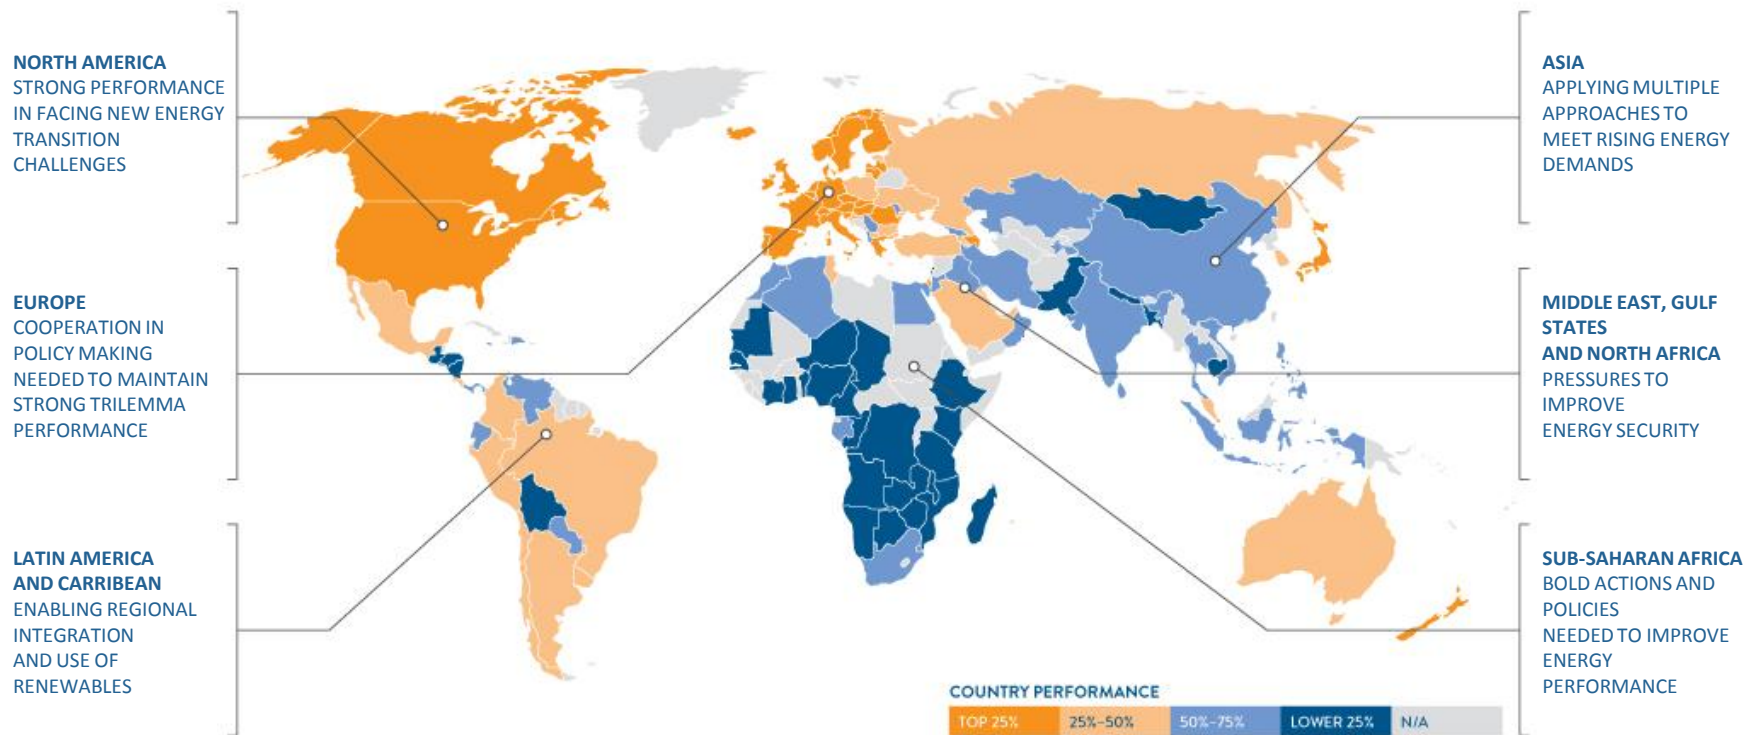 NORTH AMERICA
STRONG PERFORMANCE
IN FACING NEW ENERGY
TRANSITION
CHALLENGES
EUROPE
COOPERATION IN
POLICY MAKING
NEEDED TO MAINTAIN
STRONG TRILEMMA
PERFORMANCE
LATIN AMERICA
AND CARRIBEAN
ENABLING REGIONAL
INTEGRATION
AND USE OF
RENEWABLES
ASIA
APPLYING MULTIPLE
APPROACHES TO
MEET RISING ENERGY
DEMANDS
MIDDLE EAST, GULF
STATES
AND NORTH AFRICA
PRESSURES TO
IMPROVE
ENERGY SECURITY
SUB-SAHARAN AFRICA
BOLD ACTIONS AND
POLICIES
NEEDED TO IMPROVE
ENERGY
PERFORMANCE
COUNTRY PERFORMANCE
TOP 25% 25%–50% 50%–75% LOWER 25% N/A